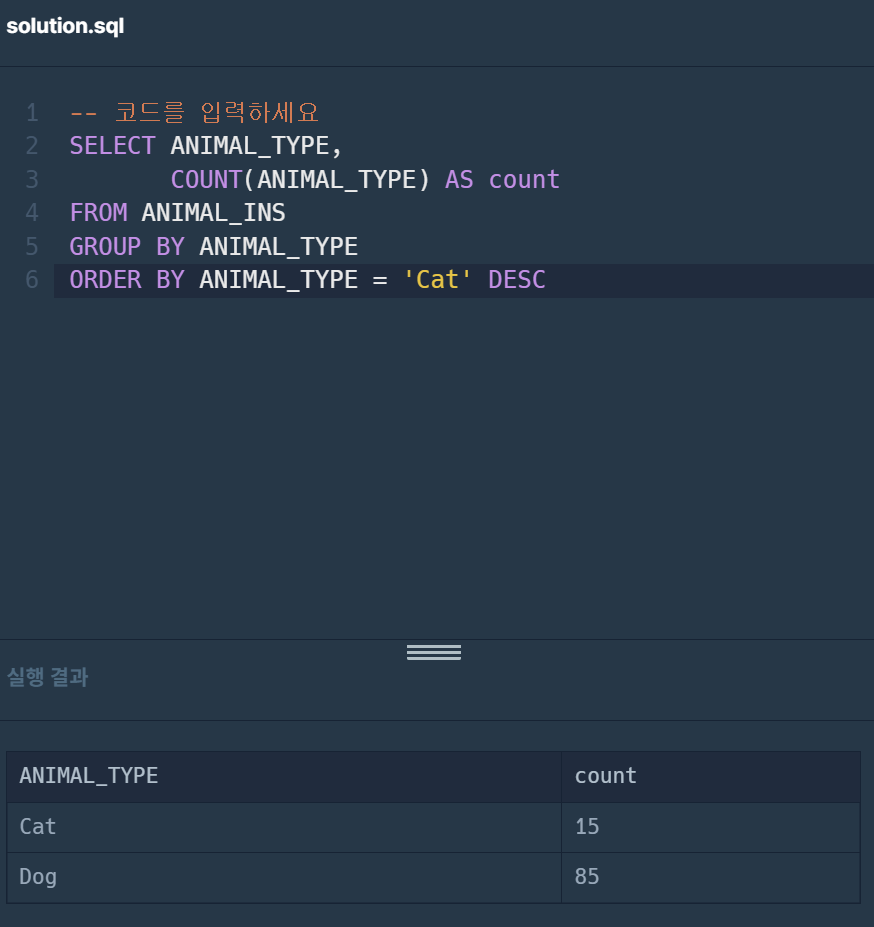 solution.sql
1 -- 코드를 입력하세요
2 SELECT ANIMAL_TYPE,
3 COUNT(ANIMAL_TYPE) AS count
4 FROM ANIMAL_INS
5 GROUP BY ANIMAL_TYPE
6 ORDER BY ANIMAL_TYPE = 'Cat' DESC
실행 결과
ANIMAL_TYPE count
Cat 15
Dog 85